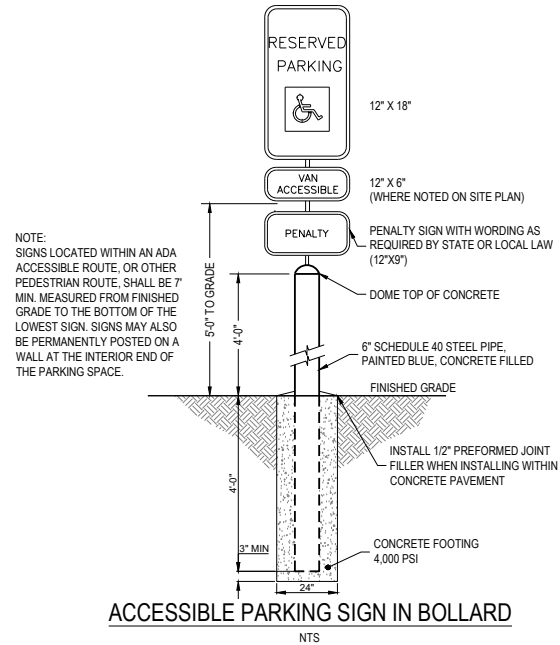 RESERVED
PARKING
12" X 18"
VAN
ACCESSIBLE
12" X 6"
(WHERE NOTED ON SITE PLAN)
PENALTY
PENALTY SIGN WITH WORDING AS
REQUIRED BY STATE OR LOCAL LAW
(12"X9")
NOTE:
SIGNS LOCATED WITHIN AN ADA
ACCESSIBLE ROUTE, OR OTHER
PEDESTRIAN ROUTE, SHALL BE 7'
MIN. MEASURED FROM FINISHED
GRADE TO THE BOTTOM OF THE
LOWEST SIGN. SIGNS MAY ALSO
BE PERMANENTLY POSTED ON A
WALL AT THE INTERIOR END OF
THE PARKING SPACE.
5'-0" TO GRADE
4'-0"
DOME TOP OF CONCRETE
6" SCHEDULE 40 STEEL PIPE,
PAINTED BLUE, CONCRETE FILLED
FINISHED GRADE
INSTALL 1/2" PREFORMED JOINT
FILLER WHEN INSTALLING WITHIN
CONCRETE PAVEMENT
4'-0"
3" MIN
CONCRETE FOOTING
4,000 PSI
24"
ACCESSIBLE PARKING SIGN IN BOLLARD
NTS